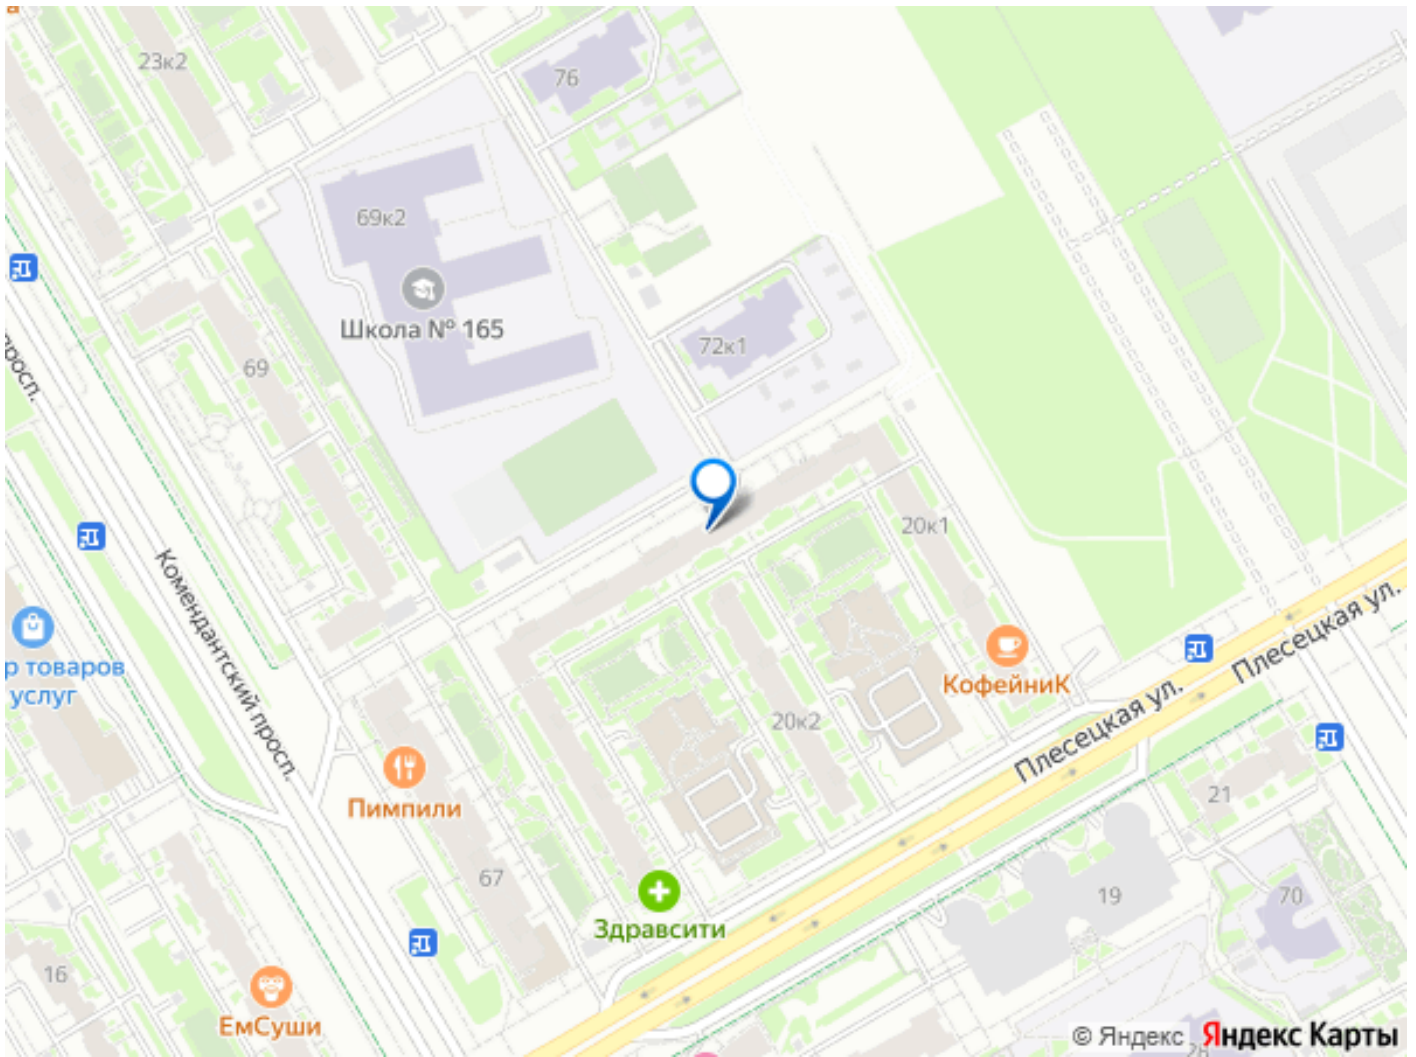 23к2
76
69к2
Школа № 165
72к1
69
просп.
20к1
Комендантский просп.
р товаров
услуг
КофейниК
Плесецкая ул.
Плесецкая ул.
20к2
Пимпили
21
67
19
70
Здравсити
16
ЕмСуши
© Яндекс Яндекс Карты